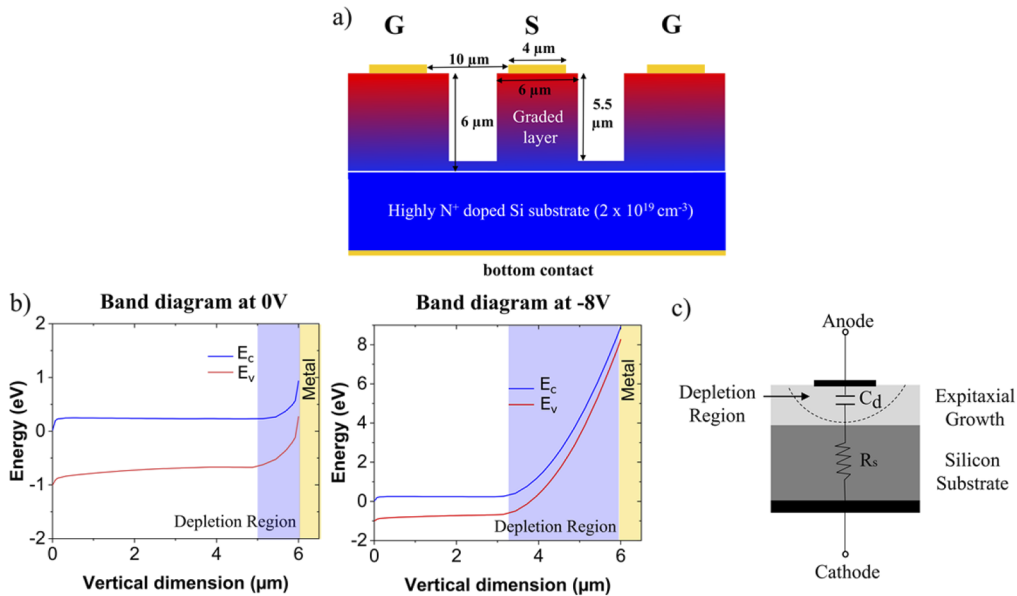 a)
G S G
10 µm
4 µm
6 µm
6 µm
5.5
µm
Graded
layer
Highly N⁺ doped Si substrate (2 x 10¹⁹ cm⁻³)
bottom contact
b)
Band diagram at 0V
2
1
0
-1
-2
Energy (eV)
Ec
Ev
Metal
Depletion Region
0 2 4 6
Vertical dimension (µm)
Band diagram at -8V
8
6
4
2
0
-2
Energy (eV)
Ec
Ev
Metal
Depletion Region
0 2 4 6
Vertical dimension (µm)
c)
Anode
Depletion
Region
Cd
Expitaxial
Growth
Rs
Silicon
Substrate
Cathode